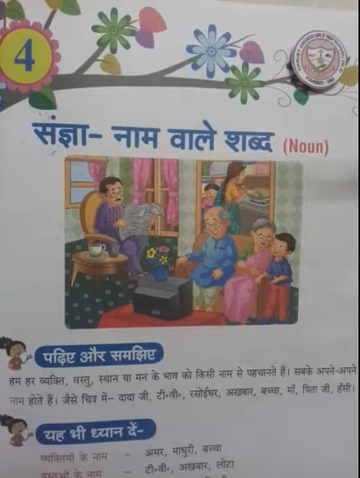 4
संज्ञा- नाम वाले शब्द (Noun)
पढ़िए और समझिए
हम हर व्यक्ति, वस्तु, स्थान या मन के भाव को किसी नाम से पहचानते हैं। सबके अपने-अपने
नाम होते हैं। जैसे चित्र में- दादा जी, टी॰वी॰, रसोईघर, अखबार, बच्चा, माँ, पिता जी, हँसी।
यह भी ध्यान दें-
व्यक्तियों के नाम - अमर, माधुरी, बच्चा
वस्तुओं के नाम - टी॰वी॰, अखबार, लोटा